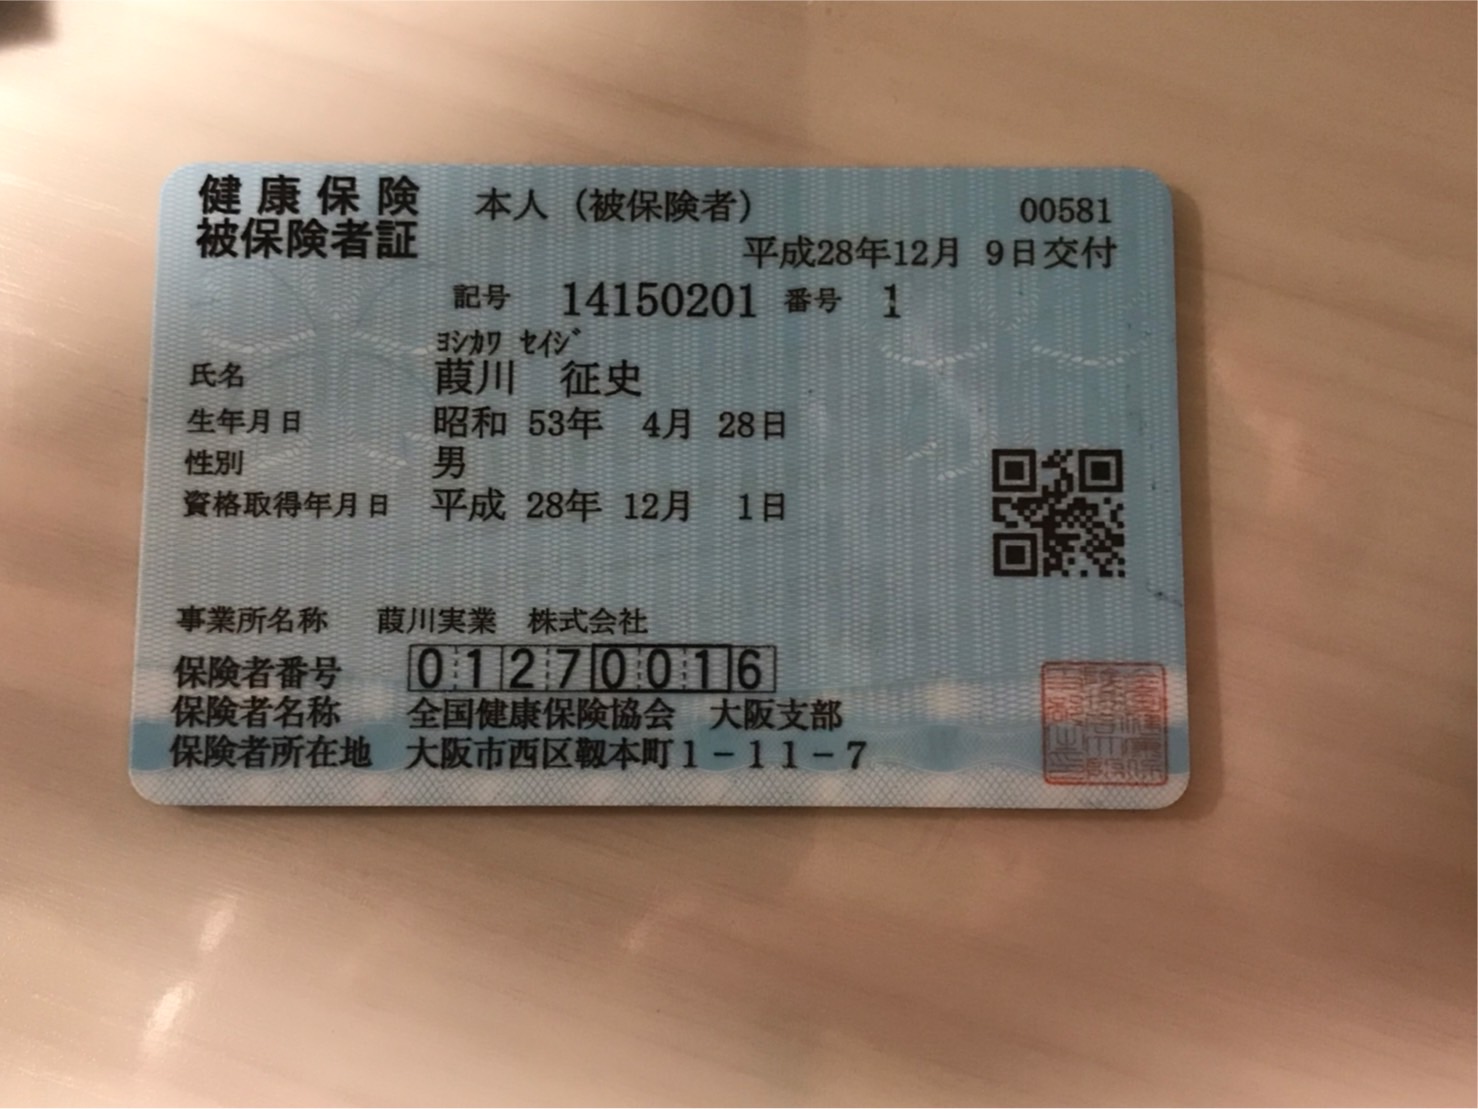 健康保険 本人（被保険者） 00581
被保険者証 平成28年12月 9日交付
記号 14150201 番号 1
ﾖｼｶﾜ ｾｲｼﾞ
氏名 葭川 征史
生年月日 昭和 53年 4月 28日
性別 男
資格取得年月日 平成 28年 12月 1日
事業所名称 葭川実業 株式会社
保険者番号 01270016
保険者名称 全国健康保険協会 大阪支部
保険者所在地 大阪市西区靱本町1－11－7